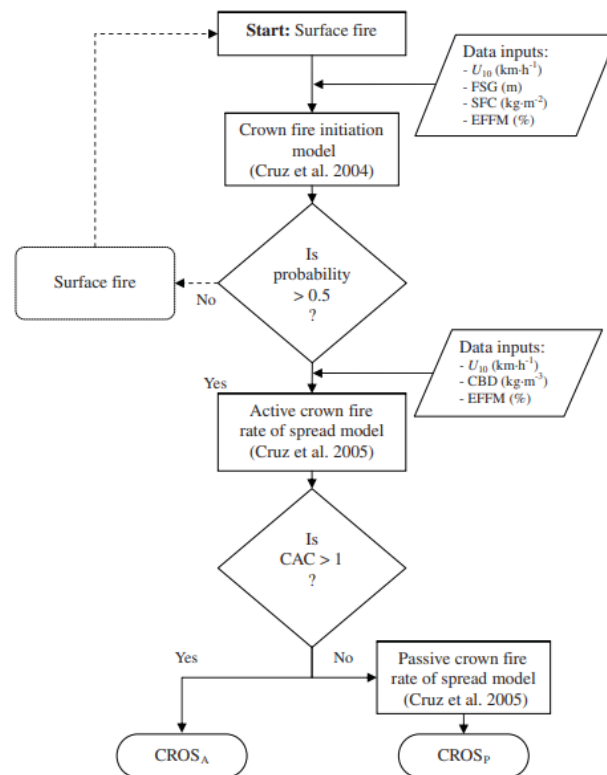 Start: Surface fire
Data inputs:
- U₁₀ (km·h⁻¹)
- FSG (m)
- SFC (kg·m⁻²)
- EFFM (%)
Crown fire initiation
model
(Cruz et al. 2004)
Is
probability
> 0.5
?
No
Surface fire
Yes
Data inputs:
- U₁₀ (km·h⁻¹)
- CBD (kg·m⁻³)
- EFFM (%)
Active crown fire
rate of spread model
(Cruz et al. 2005)
Is
CAC > 1
?
Yes
No
Passive crown fire
rate of spread model
(Cruz et al. 2005)
CROS_A
CROS_P